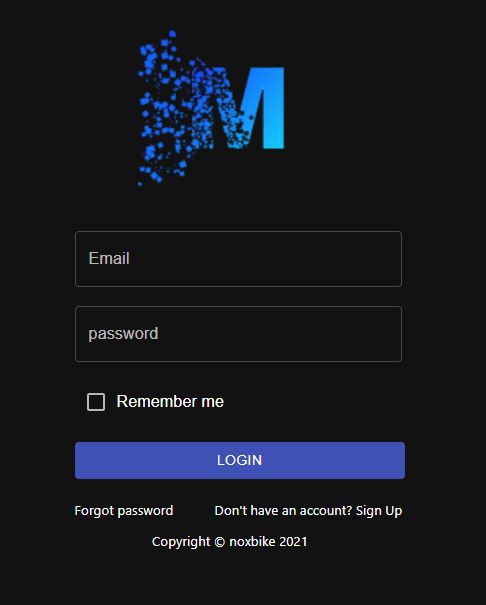 M
Email
password
Remember me
LOGIN
Forgot password Don't have an account? Sign Up
Copyright © noxbike 2021